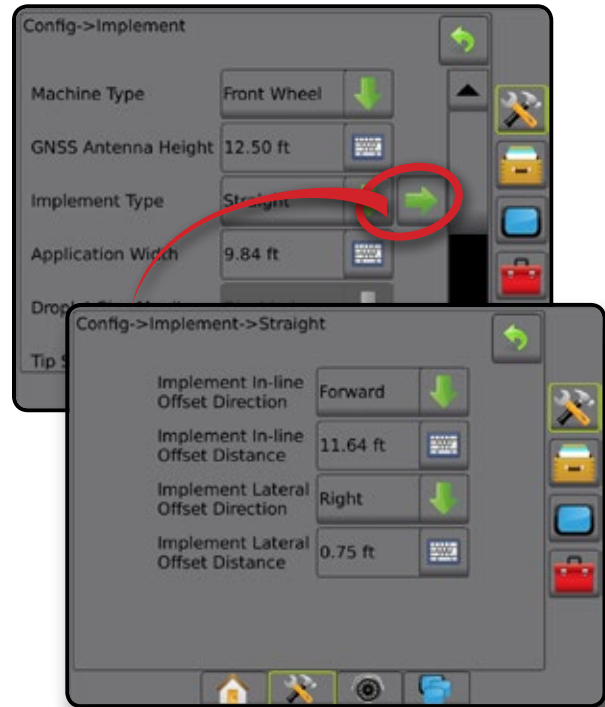 Config->Implement
Machine Type
Front Wheel
GNSS Antenna Height
12.50 ft
Implement Type
Straight
Application Width
9.84 ft
Tip
Config->Implement->Straight
Implement In-line
Offset Direction
Forward
Implement In-line
Offset Distance
11.64 ft
Implement Lateral
Offset Direction
Right
Implement Lateral
Offset Distance
0.75 ft